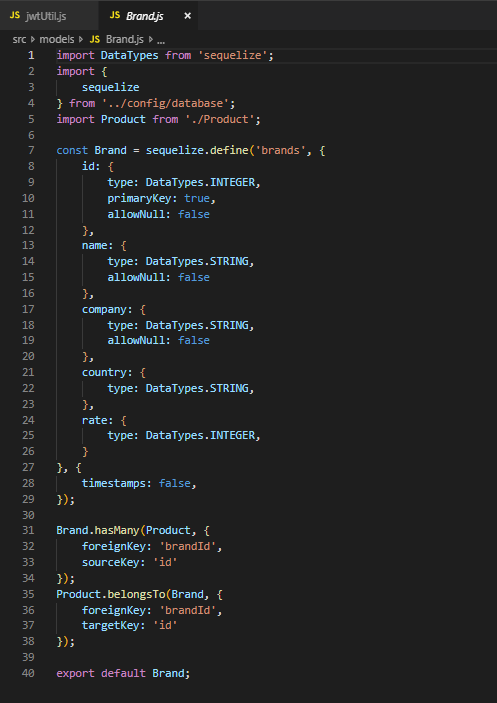 JS jwtUtil.js JS Brand.js ×
src > models > JS Brand.js > ...
1 import DataTypes from 'sequelize';
2 import {
3     sequelize
4 } from '../config/database';
5 import Product from './Product';
6
7 const Brand = sequelize.define('brands', {
8     id: {
9         type: DataTypes.INTEGER,
10         primaryKey: true,
11         allowNull: false
12     },
13     name: {
14         type: DataTypes.STRING,
15         allowNull: false
16     },
17     company: {
18         type: DataTypes.STRING,
19         allowNull: false
20     },
21     country: {
22         type: DataTypes.STRING,
23     },
24     rate: {
25         type: DataTypes.INTEGER,
26     }
27 }, {
28     timestamps: false,
29 });
30
31 Brand.hasMany(Product, {
32     foreignKey: 'brandId',
33     sourceKey: 'id'
34 });
35 Product.belongsTo(Brand, {
36     foreignKey: 'brandId',
37     targetKey: 'id'
38 });
39
40 export default Brand;